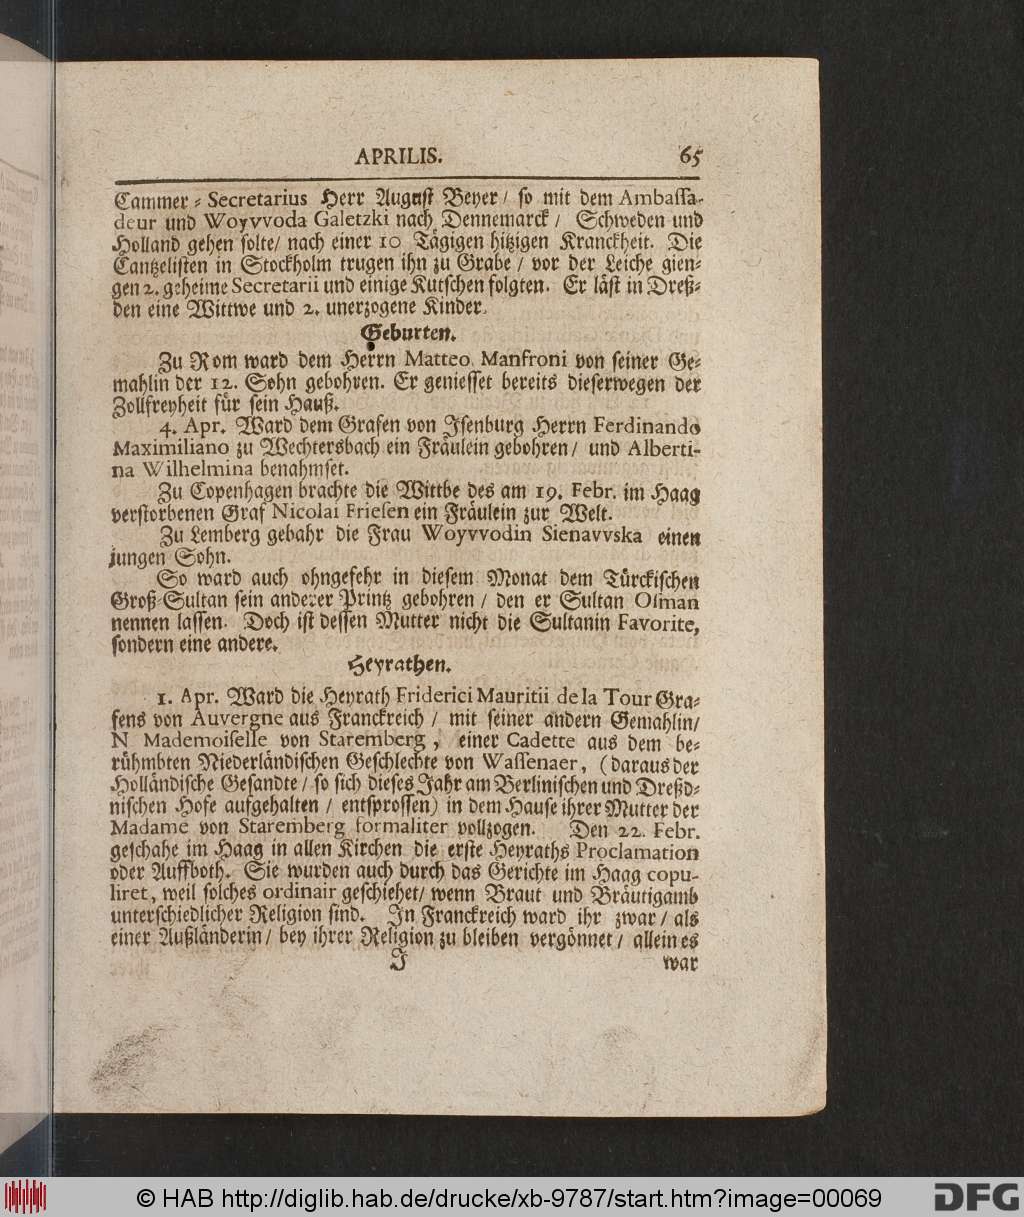 APRILIS. 65
Cammer-Secretarius Herr August Beyer / so mit dem Ambaſſa-
deur und Woyvvoda Galetzki nach Dennemarck / Schweden und
Holland gehen solte / nach einer 10 Tägigen hitzigen Kranckheit. Die
Cantzelisten in Stockholm trugen ihn zu Grabe / vor der Leiche gien-
gen 2. geheime Secretarii und einige Kutschen folgten. Er läst in Dreß-
den eine Wittwe und 2. unerzogene Kinder.
Geburten.
Zu Rom ward dem Herrn Matteo Manfroni von seiner Ge-
mahlin der 12. Sohn gebohren. Er geniesset bereits dieserwegen der
Zollfreyheit für sein Hauß.
4. Apr. Ward dem Grafen von Isenburg Herrn Ferdinando
Maximiliano zu Wechtersbach ein Fräulein gebohren / und Alberti-
na Wilhelmina benahmset.
Zu Copenhagen brachte die Wittbe des am 19. Febr. im Haag
verstorbenen Graf Nicolai Frieſen ein Fräulein zur Welt.
Zu Lemberg gebahr die Frau Woyvvodin Sienavvska einen
jungen Sohn.
So ward auch ohngefehr in diesem Monat dem Türckischen
Groß-Sultan sein anderer Printz gebohren / den er Sultan Oſman
nennen lassen. Doch ist dessen Mutter nicht die Sultanin Favorite,
sondern eine andere.
Heyrathen.
1. Apr. Ward die Heyrath Friderici Mauritii de la Tour Gra-
fens von Auvergne aus Franckreich / mit seiner andern Gemahlin /
N Mademoiſelle von Staremberg, einer Cadette aus dem be-
rühmbten Niederländischen Geschlechte von Waſſenaer, (daraus der
Holländische Gesandte / so sich dieses Jahr am Berlinischen und Dreßd-
nischen Hofe aufgehalten / entsprossen) in dem Hause ihrer Mutter der
Madame von Staremberg formaliter vollzogen. Den 22. Febr.
geschahe im Haag in allen Kirchen die erste Heyraths Proclamation
oder Auffboth. Sie wurden auch durch das Gerichte im Haag copu-
liret, weil solches ordinair geschiehet / wenn Braut und Bräutigamb
unterschiedlicher Religion sind. In Franckreich ward ihr zwar / als
einer Außländerin / bey ihrer Religion zu bleiben vergönnet / allein es
J war
© HAB http://diglib.hab.de/drucke/xb-9787/start.htm?image=00069 DFG